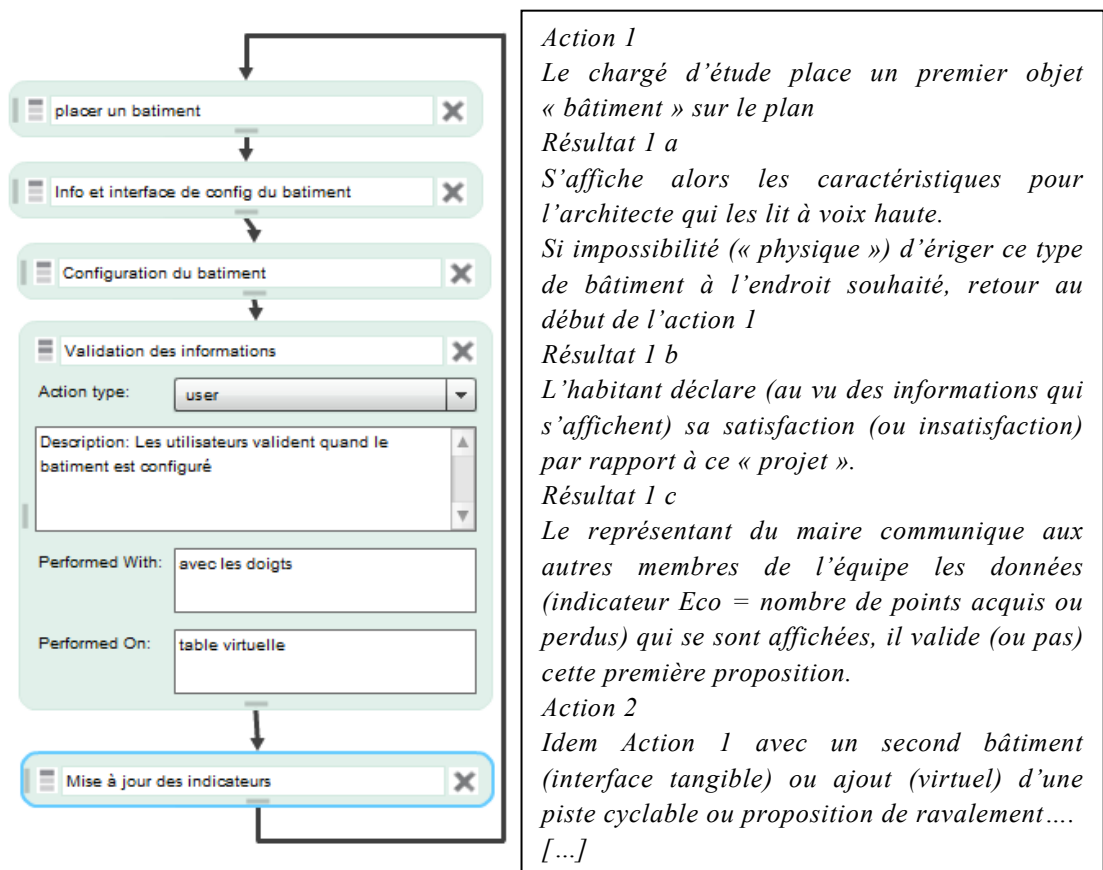 placer un batiment
Info et interface de config du batiment
Configuration du batiment
Validation des informations
Action type:
user
Description: Les utilisateurs valident quand le
batiment est configuré
Performed With:
avec les doigts
Performed On:
table virtuelle
Mise à jour des indicateurs
Action 1
Le chargé d’étude place un premier objet
« bâtiment » sur le plan
Résultat 1 a
S’affiche alors les caractéristiques pour
l’architecte qui les lit à voix haute.
Si impossibilité (« physique ») d’ériger ce type
de bâtiment à l’endroit souhaité, retour au
début de l’action 1
Résultat 1 b
L’habitant déclare (au vu des informations qui
s’affichent) sa satisfaction (ou insatisfaction)
par rapport à ce « projet ».
Résultat 1 c
Le représentant du maire communique aux
autres membres de l’équipe les données
(indicateur Eco = nombre de points acquis ou
perdus) qui se sont affichées, il valide (ou pas)
cette première proposition.
Action 2
Idem Action 1 avec un second bâtiment
(interface tangible) ou ajout (virtuel) d’une
piste cyclable ou proposition de ravalement….
[…]